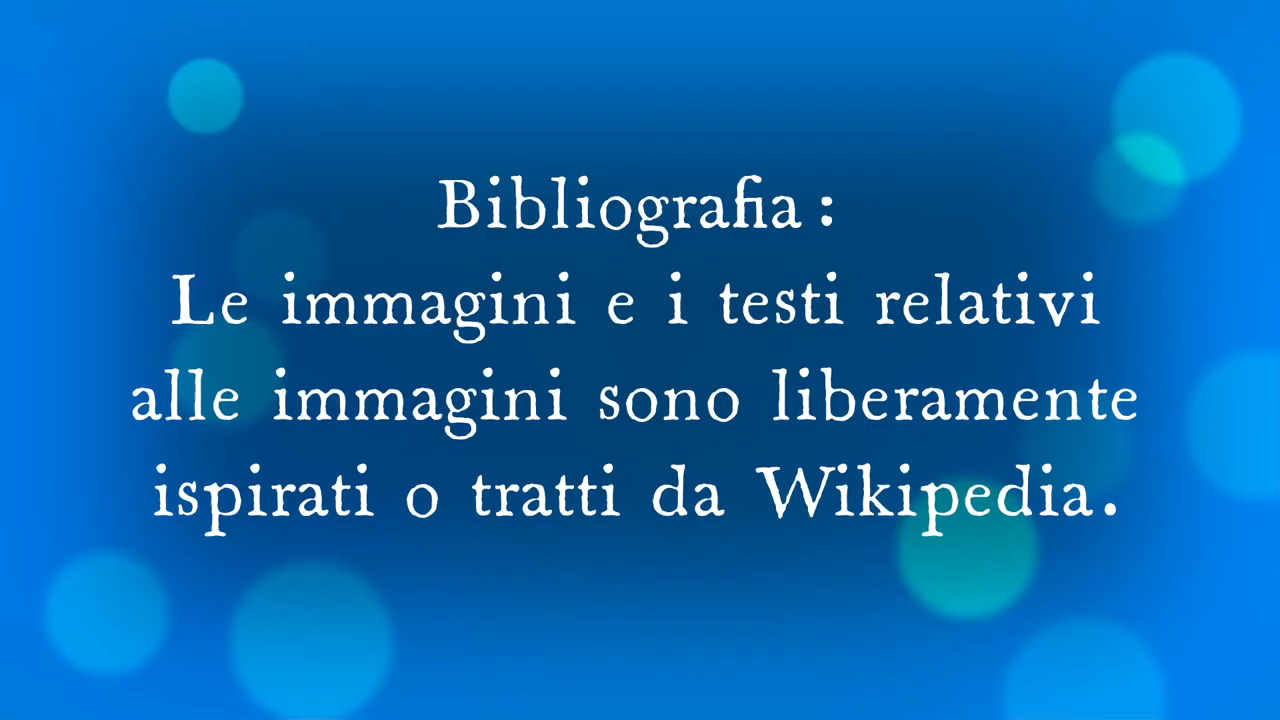 Bibliografia:
Le immagini e i testi relativi
alle immagini sono liberamente
ispirati o tratti da Wikipedia.